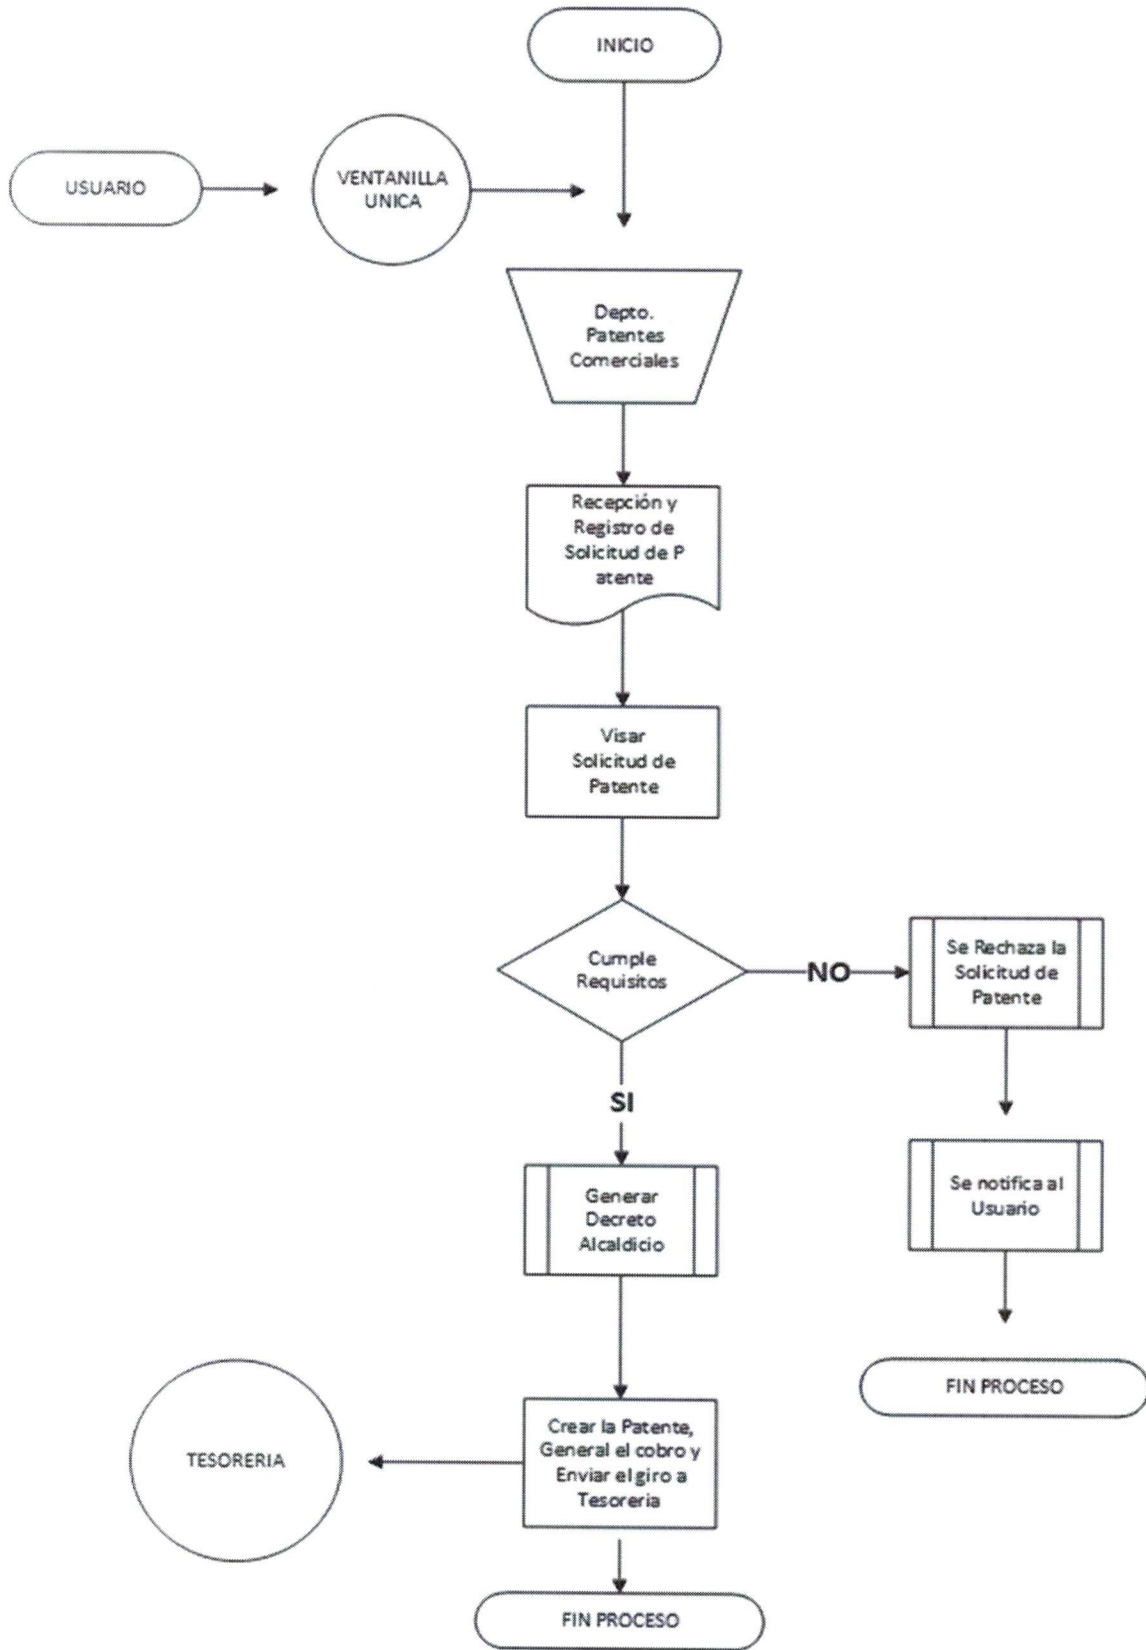 INICIO
USUARIO
VENTANILLA
UNICA
Depto.
Patentes
Comerciales
Recepción y
Registro de
Solicitud de P
atente
Visar
Solicitud de
Patente
Cumple
Requisitos
NO
Se Rechaza la
Solicitud de
Patente
SI
Se notifica al
Usuario
Generar
Decreto
Alcaldicio
FIN PROCESO
Crear la Patente,
General el cobro y
Enviar el giro a
Tesoreria
TESORERIA
FIN PROCESO